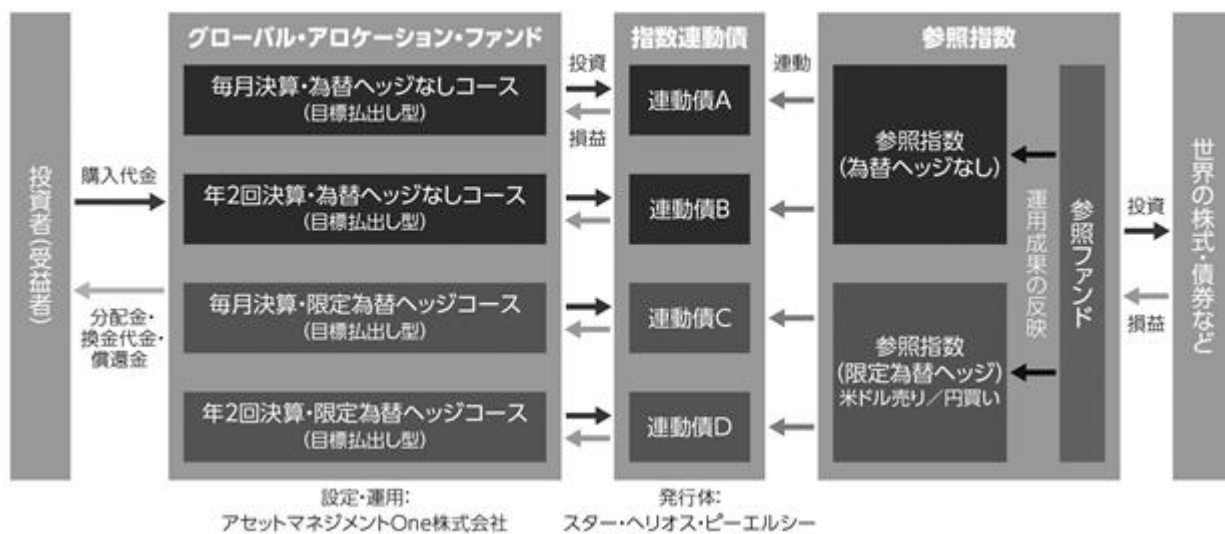 投資者(受益者)
購入代金
分配金・
換金代金・
償還金
グローバル・アロケーション・ファンド
毎月決算・為替ヘッジなしコース
(目標払出し型)
年2回決算・為替ヘッジなしコース
(目標払出し型)
毎月決算・限定為替ヘッジコース
(目標払出し型)
年2回決算・限定為替ヘッジコース
(目標払出し型)
設定・運用:
アセットマネジメントOne株式会社
投資
損益
指数連動債
連動債A
連動債B
連動債C
連動債D
発行体:
スター・ヘリオス・ピーエルシー
連動
参照指数
参照指数
(為替ヘッジなし)
参照指数
(限定為替ヘッジ)
米ドル売り/円買い
運用成果の反映
参照ファンド
投資
損益
世界の株式・債券など